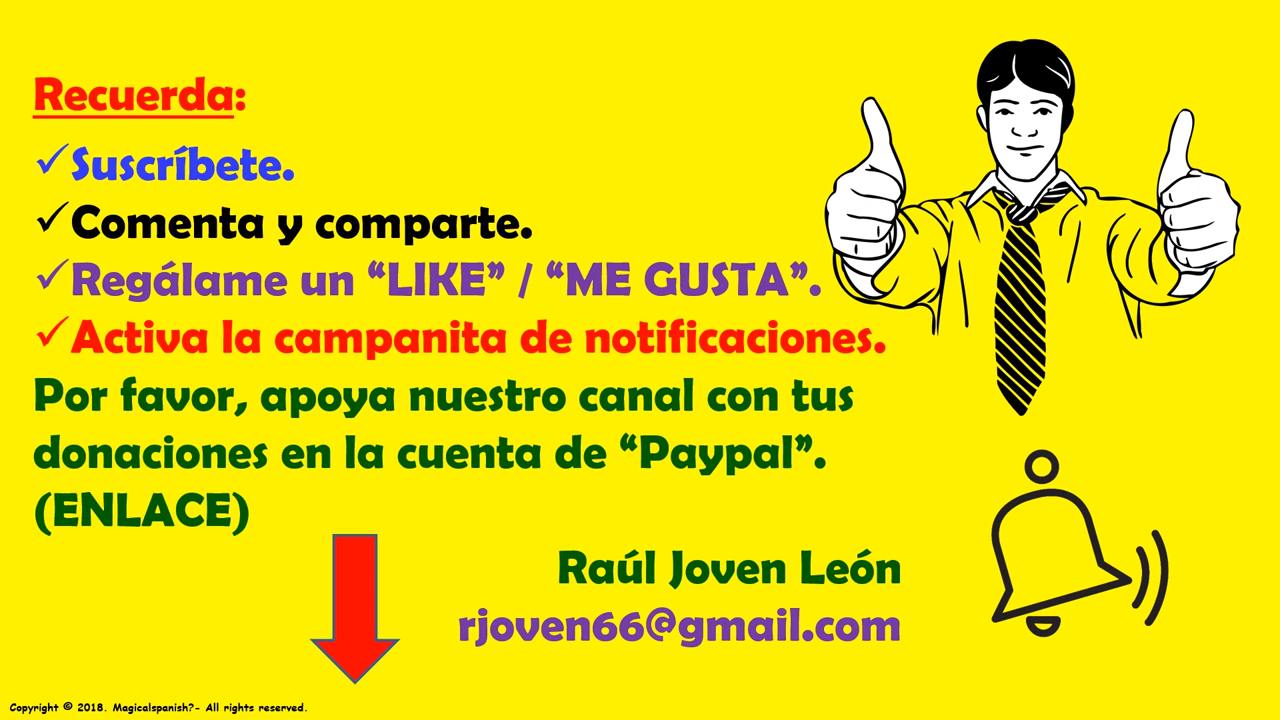 Recuerda:
✓Suscríbete.
✓Comenta y comparte.
✓Regálame un “LIKE” / “ME GUSTA”.
✓Activa la campanita de notificaciones.
Por favor, apoya nuestro canal con tus
donaciones en la cuenta de “Paypal”.
(ENLACE)
Raúl Joven León
rjoven66@gmail.com
Copyright © 2018. Magicalspanish?- All rights reserved.